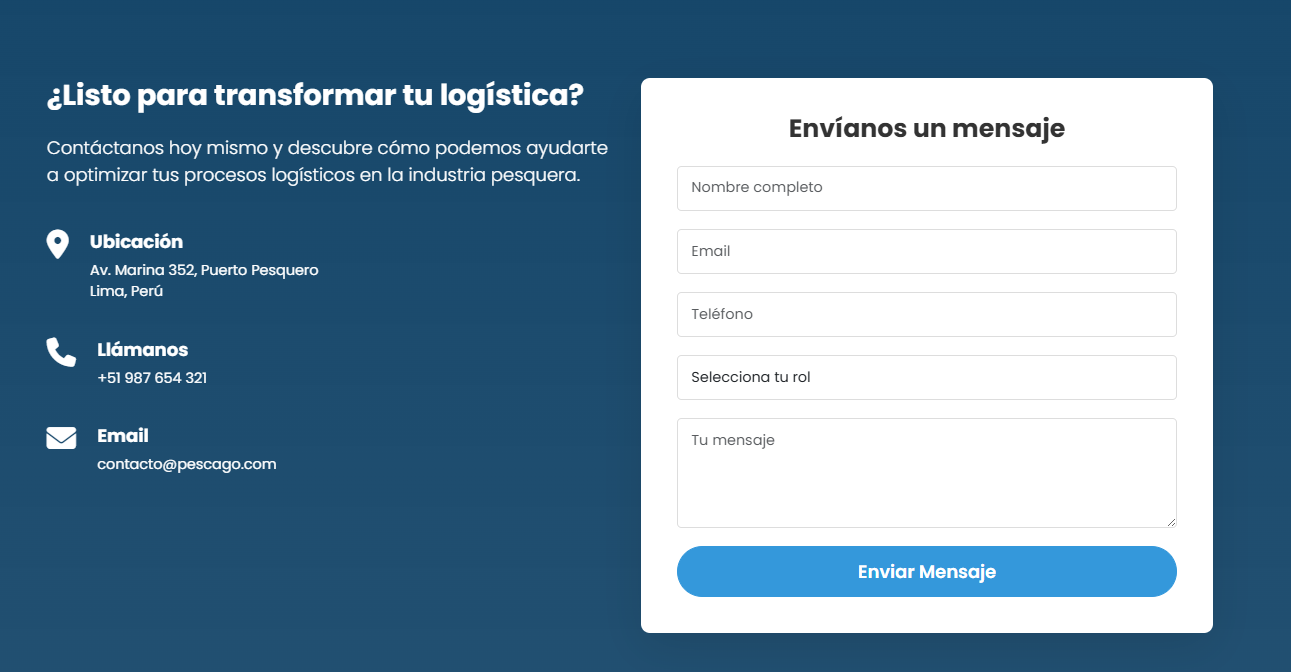 ¿Listo para transformar tu logística?
Contáctanos hoy mismo y descubre cómo podemos ayudarte
a optimizar tus procesos logísticos en la industria pesquera.
Ubicación
Av. Marina 352, Puerto Pesquero
Lima, Perú
Llámanos
+51 987 654 321
Email
contacto@pescago.com
Envíanos un mensaje
Nombre completo
Email
Teléfono
Selecciona tu rol
Tu mensaje
Enviar Mensaje